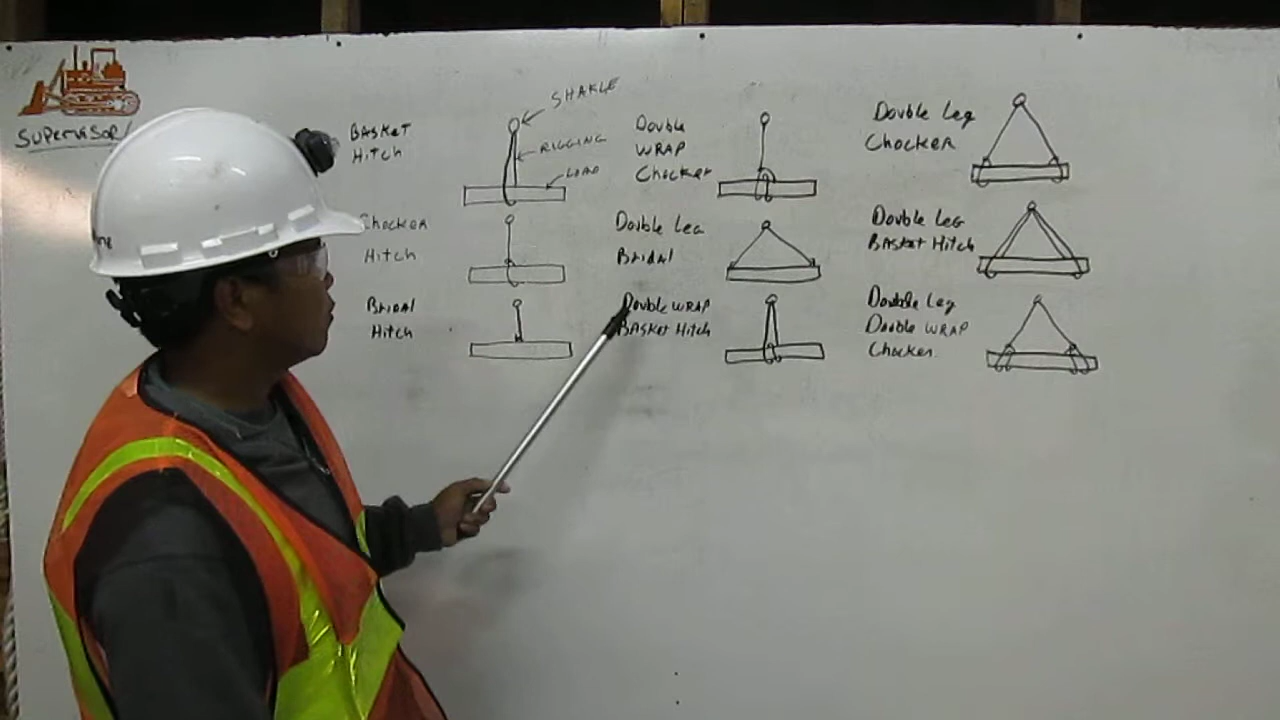 SUPERVISOR/
BASKET
Hitch
SHAKLE
RIGGING
LOAD
Chocker
Hitch
Bridal
Hitch
Double
WRAP
Chocker
Double Leg
Bridal
Double WRAP
Basket Hitch
Double Leg
Chocker
Double Leg
Basket Hitch
Double Leg
Double WRAP
Chocker